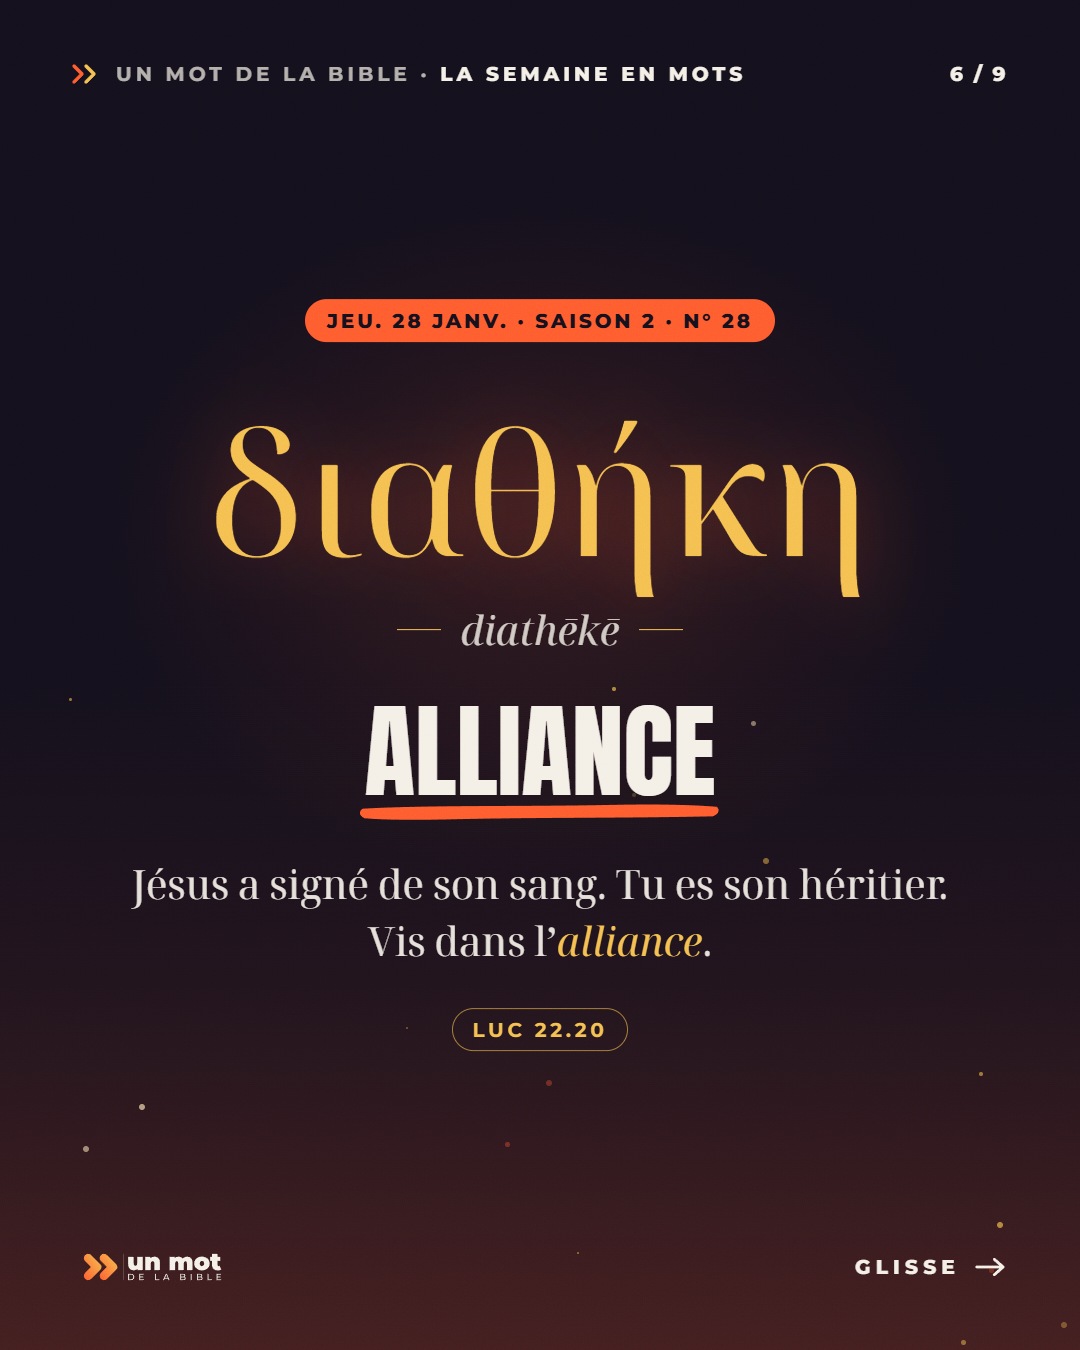 UN MOT DE LA BIBLE · LA SEMAINE EN MOTS
6 / 9
JEU. 28 JANV. · SAISON 2 · N° 28
διαθήκη
diathēkē
ALLIANCE
Jésus a signé de son sang. Tu es son héritier.
Vis dans l’alliance.
LUC 22.20
un mot
DE LA BIBLE
GLISSE →